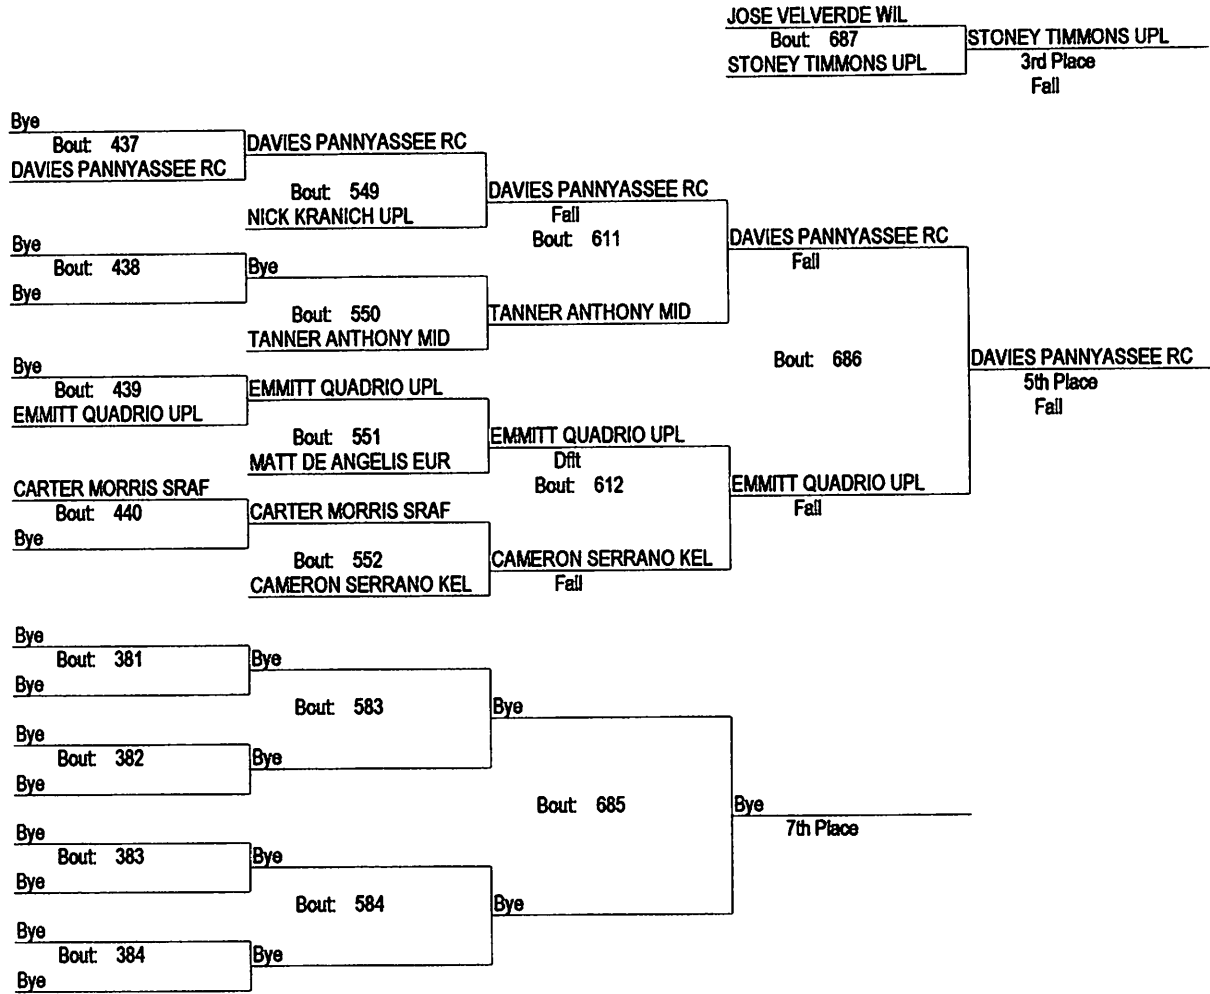 JOSE VELVERDE WIL
Bout: 687
STONEY TIMMONS UPL
STONEY TIMMONS UPL
3rd Place
Fall
Bye
Bout: 437
DAVIES PANNYASSEE RC
DAVIES PANNYASSEE RC
Bout: 549
NICK KRANICH UPL
DAVIES PANNYASSEE RC
Fall
Bout: 611
Bye
Bout: 438
Bye
Bye
Bout: 550
TANNER ANTHONY MID
TANNER ANTHONY MID
DAVIES PANNYASSEE RC
Fall
Bout: 686
DAVIES PANNYASSEE RC
5th Place
Fall
Bye
Bout: 439
EMMITT QUADRIO UPL
EMMITT QUADRIO UPL
Bout: 551
MATT DE ANGELIS EUR
EMMITT QUADRIO UPL
Dflt
Bout: 612
EMMITT QUADRIO UPL
Fall
CARTER MORRIS SRAF
Bout: 440
Bye
CARTER MORRIS SRAF
Bout: 552
CAMERON SERRANO KEL
CAMERON SERRANO KEL
Fall
Bye
Bout: 381
Bye
Bye
Bout: 583
Bye
Bye
Bout: 382
Bye
Bye
Bout: 685
Bye
7th Place
Bye
Bout: 383
Bye
Bye
Bout: 584
Bye
Bye
Bout: 384
Bye
Bye